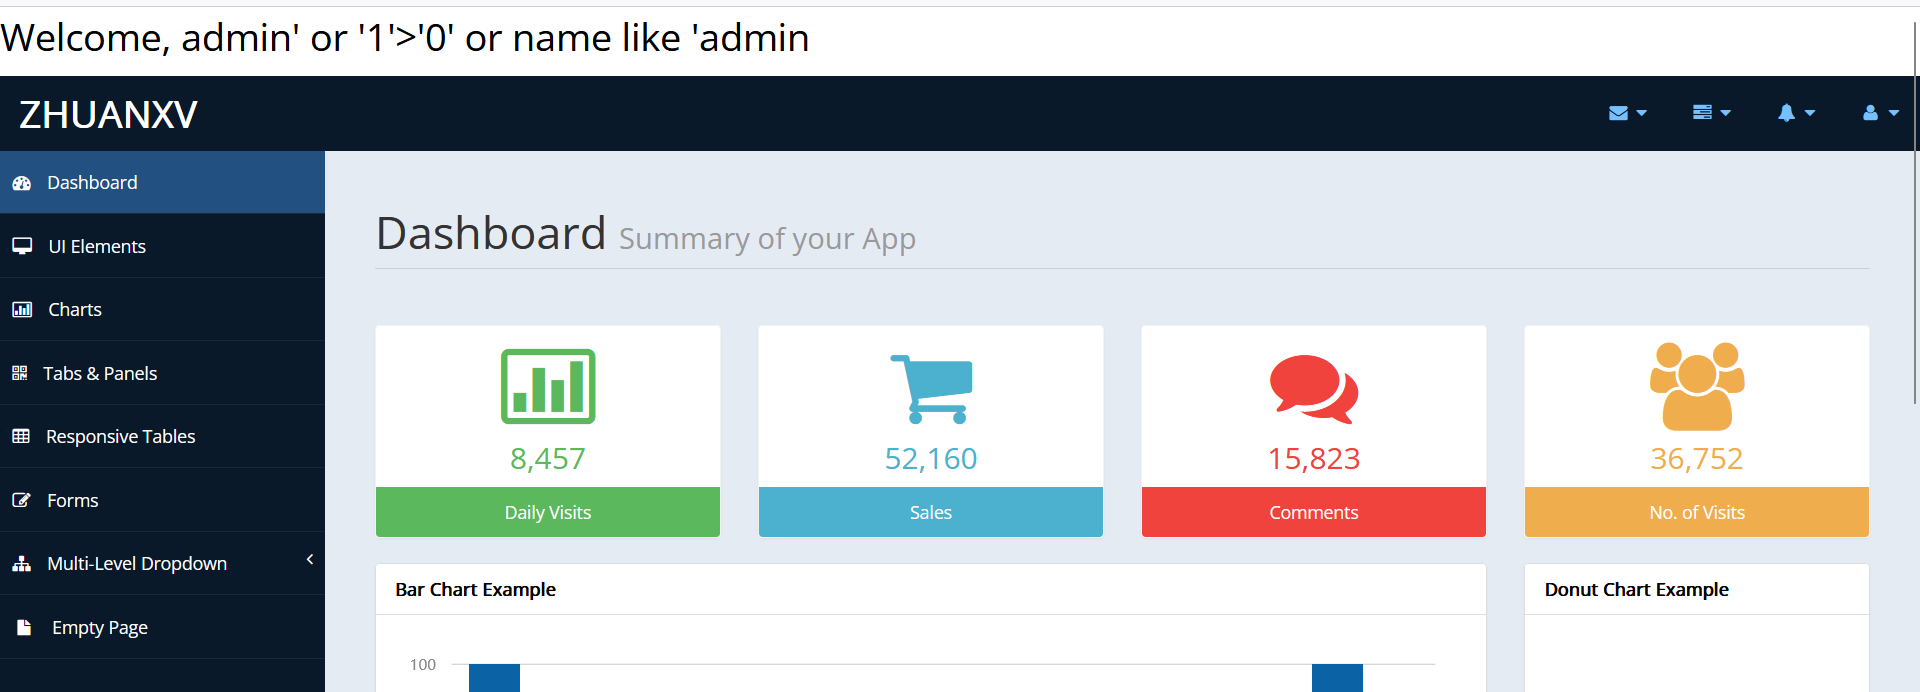 Welcome, admin' or '1'>'0' or name like 'admin
ZHUANXV
Dashboard
UI Elements
Charts
Tabs & Panels
Responsive Tables
Forms
Multi-Level Dropdown
Empty Page
Dashboard Summary of your App
8,457
Daily Visits
52,160
Sales
15,823
Comments
36,752
No. of Visits
Bar Chart Example
100
Donut Chart Example